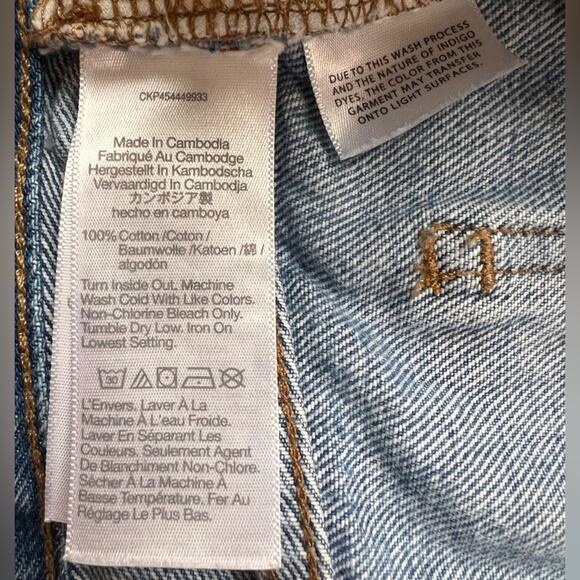 CKP454449933
Made In Cambodia
Fabriqué Au Cambodge
Hergestellt In Kambodscha
Vervaardigd In Cambodja
カンボジア製
hecho en camboya
100% Cotton /Coton /
Baumwolle /Katoen /綿 /
algodón
Turn Inside Out. Machine
Wash Cold With Like Colors.
Non-Chlorine Bleach Only.
Tumble Dry Low. Iron On
Lowest Setting.
30
L'Envers. Laver À La
Machine À L'eau Froide.
Laver En Séparant Les
Couleurs. Seulement Agent
De Blanchiment Non-Chlore.
Sécher À La Machine À
Basse Température. Fer Au
Réglage Le Plus Bas.
DUE TO THIS WASH PROCESS
AND THE NATURE OF INDIGO
DYES, THE COLOR FROM THIS
GARMENT MAY TRANSFER
ONTO LIGHT SURFACES.